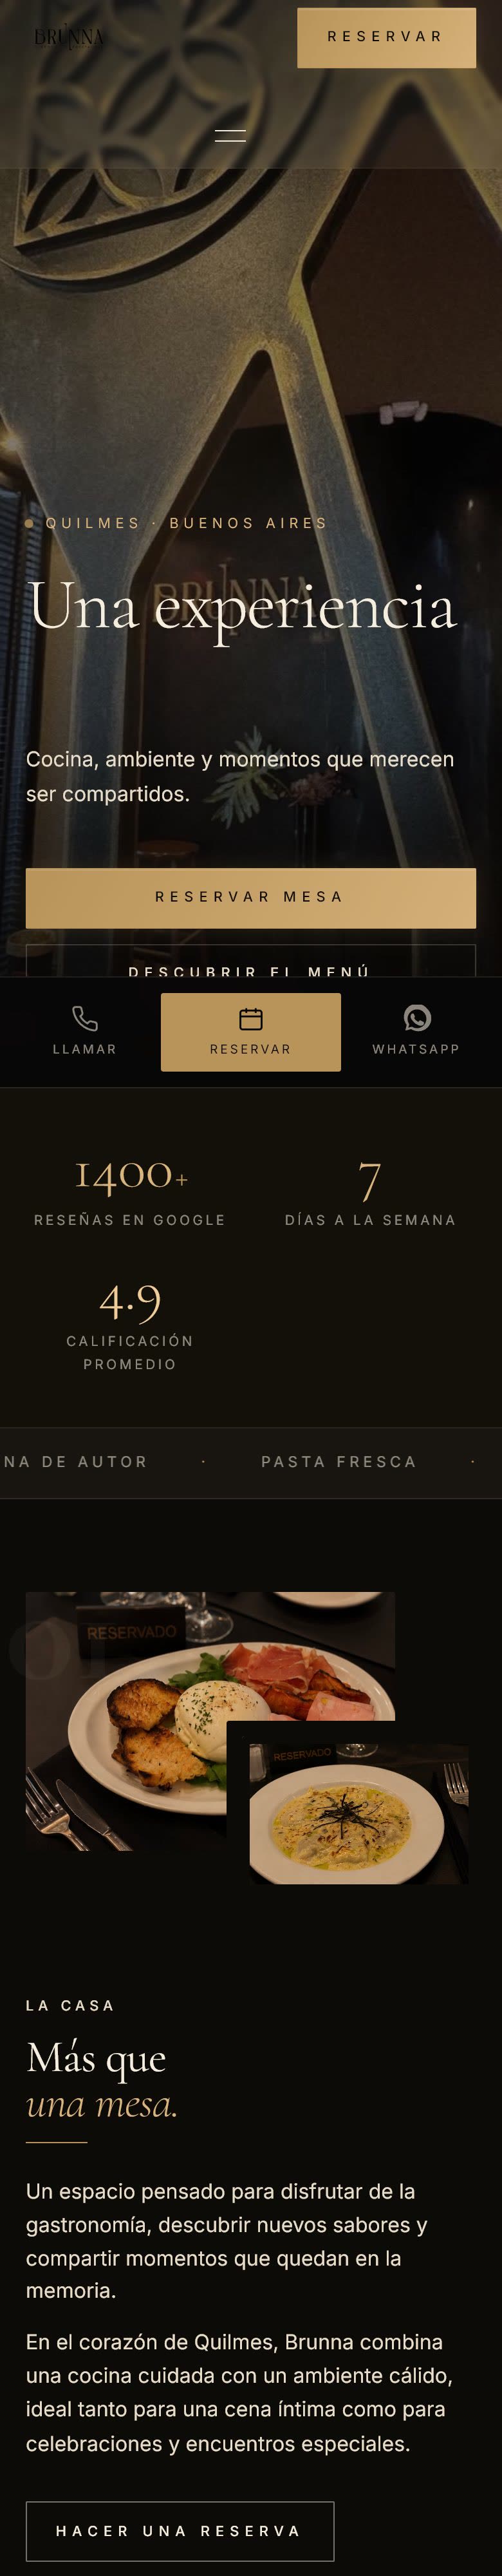 BRUNNA
RESERVAR
QUILMES · BUENOS AIRES
BRUNNA
Una experiencia
Cocina, ambiente y momentos que merecen
ser compartidos.
RESERVAR MESA
DESCUBRIR EL MENÚ
LLAMAR
RESERVAR
WHATSAPP
1400+
RESEÑAS EN GOOGLE
7
DÍAS A LA SEMANA
4.9
CALIFICACIÓN
PROMEDIO
NA DE AUTOR · PASTA FRESCA ·
RESERVADO
RESERVADO
LA CASA
Más que
una mesa.
Un espacio pensado para disfrutar de la
gastronomía, descubrir nuevos sabores y
compartir momentos que quedan en la
memoria.
En el corazón de Quilmes, Brunna combina
una cocina cuidada con un ambiente cálido,
ideal tanto para una cena íntima como para
celebraciones y encuentros especiales.
HACER UNA RESERVA